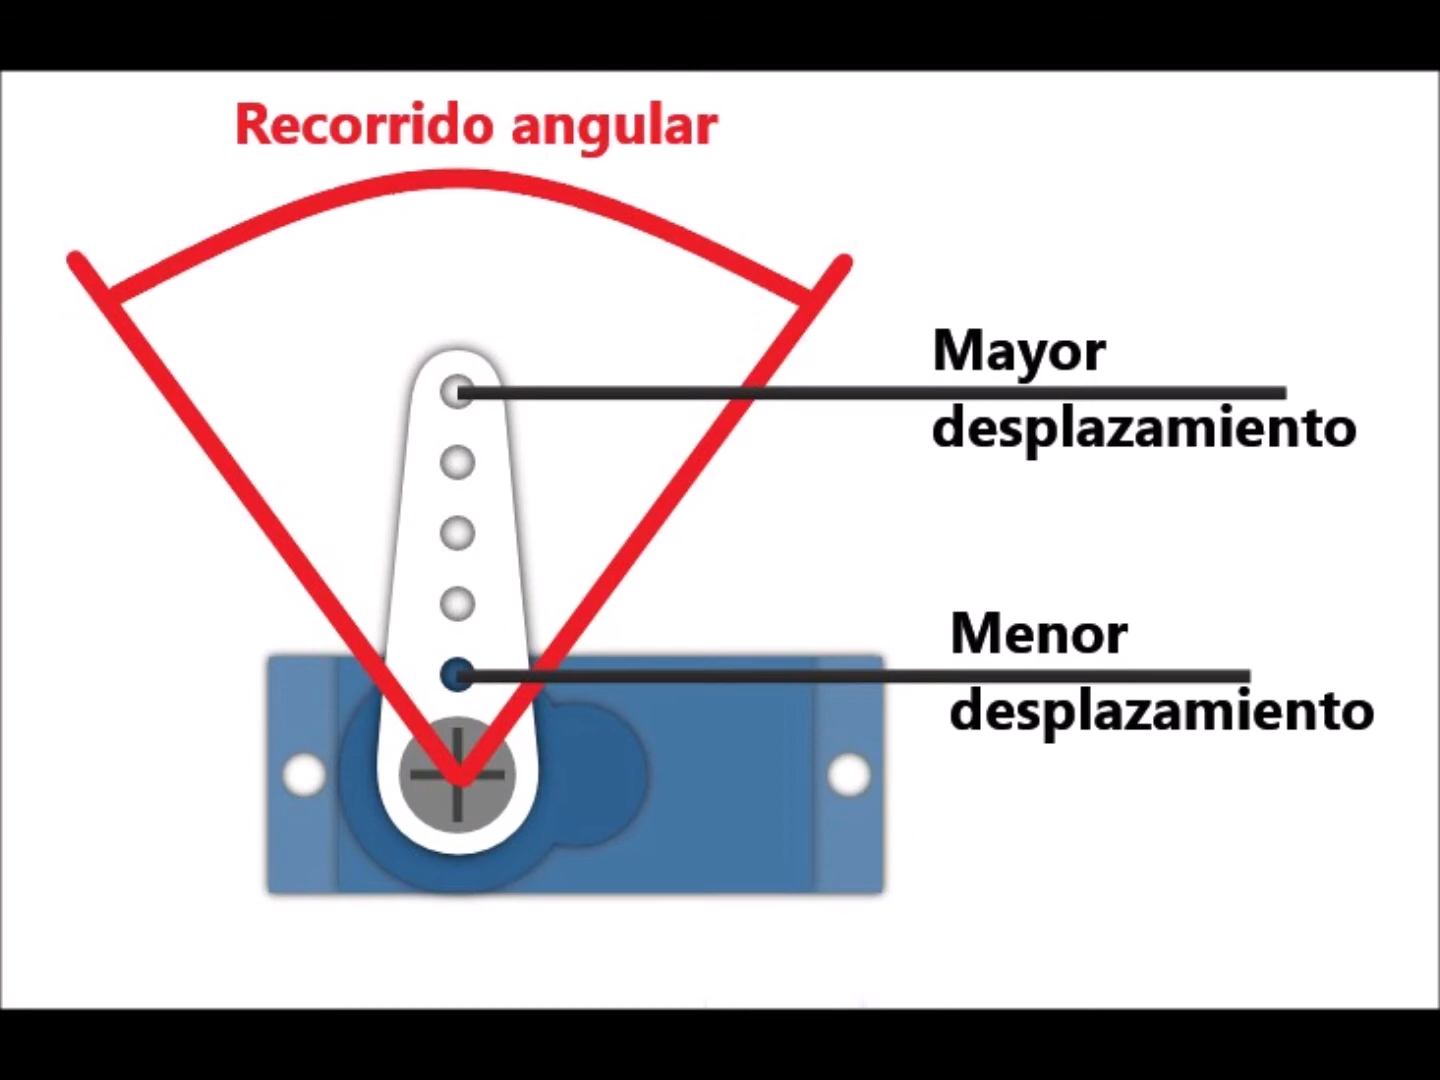 Recorrido angular
Mayor
desplazamiento
Menor
desplazamiento